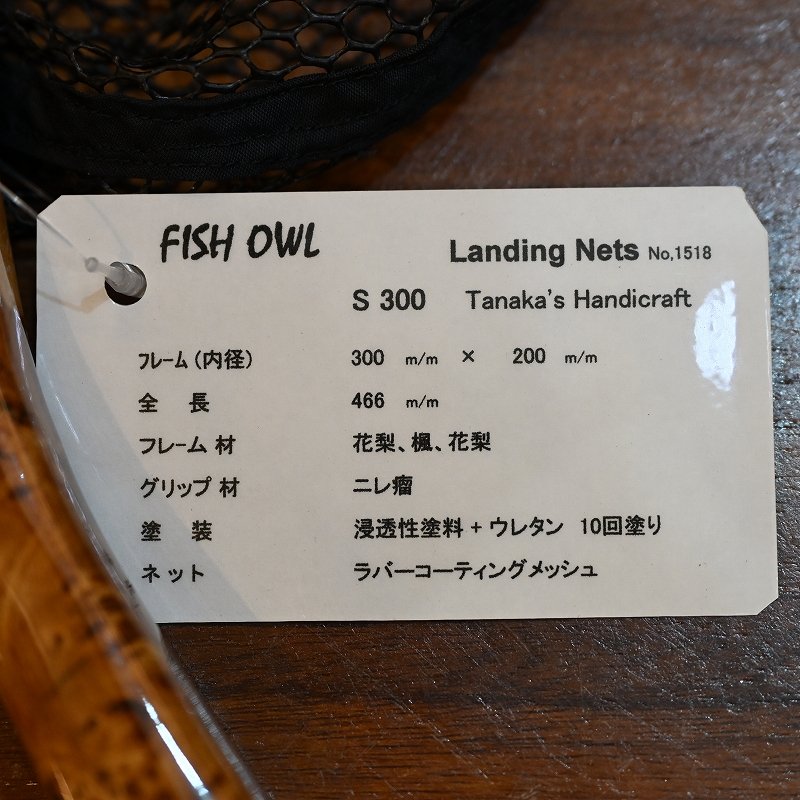 FISH OWL Landing Nets No,1518
S 300 Tanaka's Handicraft
フレーム(内径) 300 m/m × 200 m/m
全 長 466 m/m
フレーム 材 花梨、楓、花梨
グリップ 材 ニレ瘤
塗 装 浸透性塗料 + ウレタン 10回塗り
ネット ラバーコーティングメッシュ